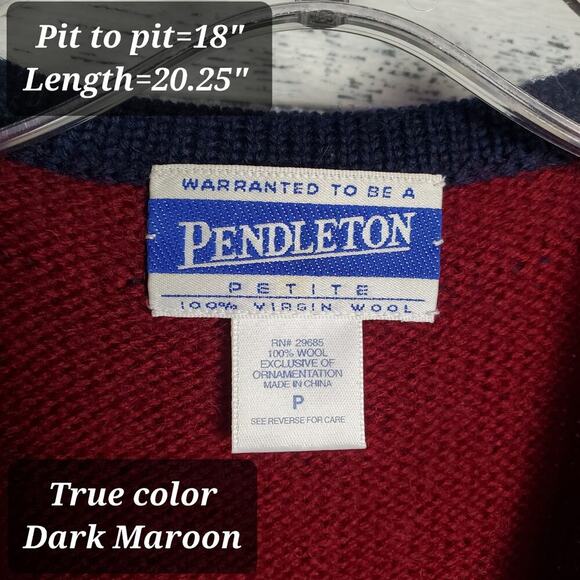 Pit to pit=18"
Length=20.25"
WARRANTED TO BE A
PENDLETON
PETITE
100% VIRGIN WOOL
RN# 29685
100% WOOL
EXCLUSIVE OF
ORNAMENTATION
MADE IN CHINA
P
SEE REVERSE FOR CARE
True color
Dark Maroon